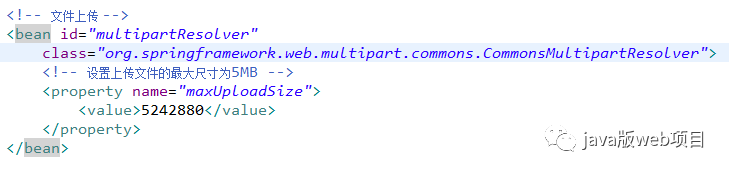 <!-- 文件上传 -->
<bean id="multipartResolver"
class="org.springframework.web.multipart.commons.CommonsMultipartResolver">
<!-- 设置上传文件的最大尺寸为5MB -->
<property name="maxUploadSize">
<value>5242880</value>
</property>
</bean>
java版web项目